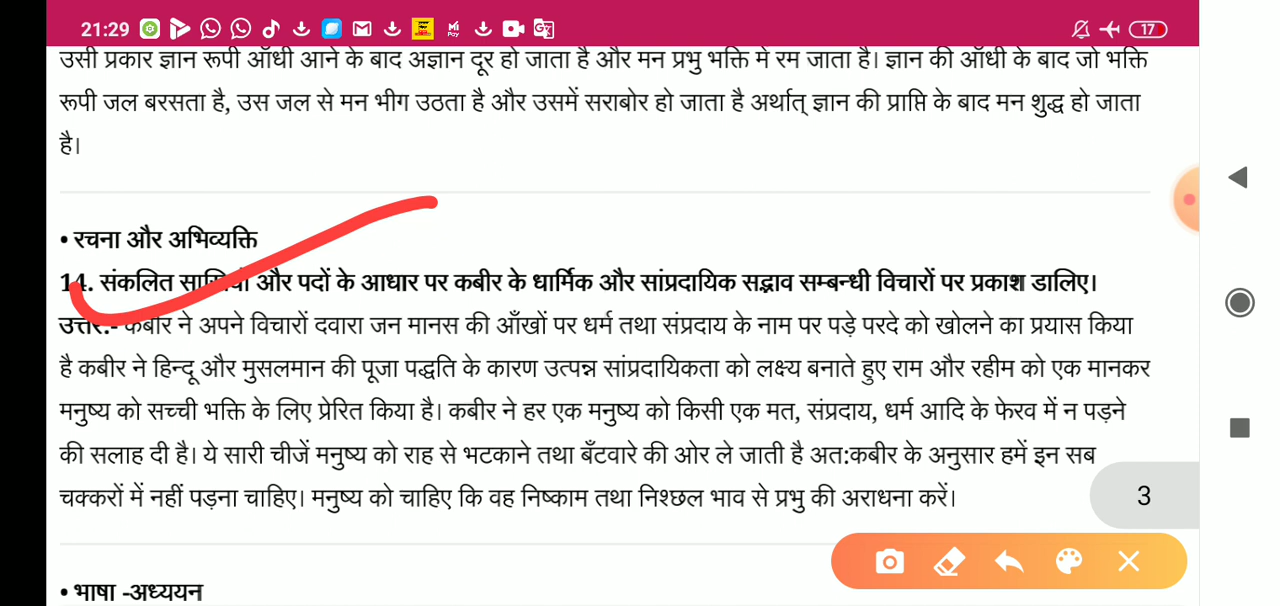 21:29
17
उसी प्रकार ज्ञान रूपी आँधी आने के बाद अज्ञान दूर हो जाता है और मन प्रभु भक्ति मे रम जाता है। ज्ञान की आँधी के बाद जो भक्ति
रूपी जल बरसता है, उस जल से मन भीग उठता है और उसमें सराबोर हो जाता है अर्थात् ज्ञान की प्राप्ति के बाद मन शुद्ध हो जाता
है।
• रचना और अभिव्यक्ति
14. संकलित साखियों और पदों के आधार पर कबीर के धार्मिक और सांप्रदायिक सद्भाव सम्बन्धी विचारों पर प्रकाश डालिए।
उत्तर:- कबीर ने अपने विचारों दवारा जन मानस की आँखों पर धर्म तथा संप्रदाय के नाम पर पड़े परदे को खोलने का प्रयास किया
है कबीर ने हिन्दू और मुसलमान की पूजा पद्धति के कारण उत्पन्न सांप्रदायिकता को लक्ष्य बनाते हुए राम और रहीम को एक मानकर
मनुष्य को सच्ची भक्ति के लिए प्रेरित किया है। कबीर ने हर एक मनुष्य को किसी एक मत, संप्रदाय, धर्म आदि के फेरव में न पड़ने
की सलाह दी है। ये सारी चीजें मनुष्य को राह से भटकाने तथा बँटवारे की ओर ले जाती है अत:कबीर के अनुसार हमें इन सब
चक्करों में नहीं पड़ना चाहिए। मनुष्य को चाहिए कि वह निष्काम तथा निश्छल भाव से प्रभु की अराधना करें।
3
• भाषा -अध्ययन